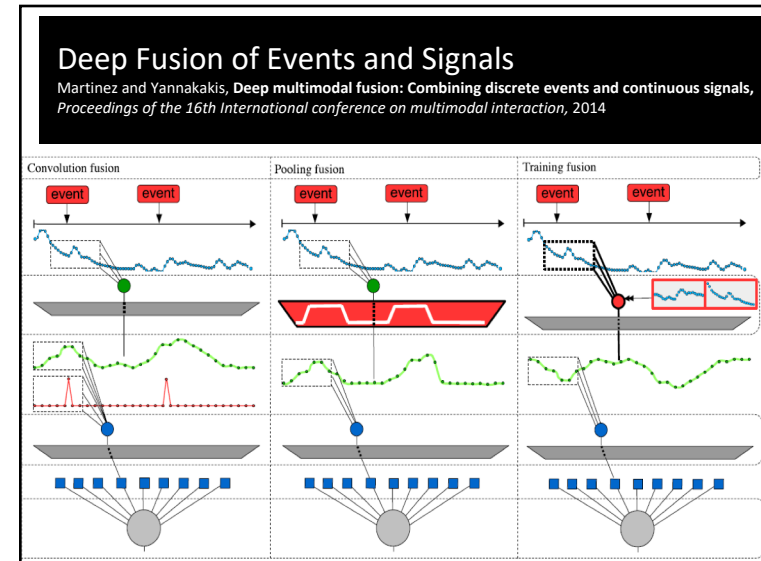 Deep Fusion of Events and Signals
Martinez and Yannakakis, Deep multimodal fusion: Combining discrete events and continuous signals,
Proceedings of the 16th International conference on multimodal interaction, 2014
Convolution fusion
Pooling fusion
Training fusion
event event
event event
event event